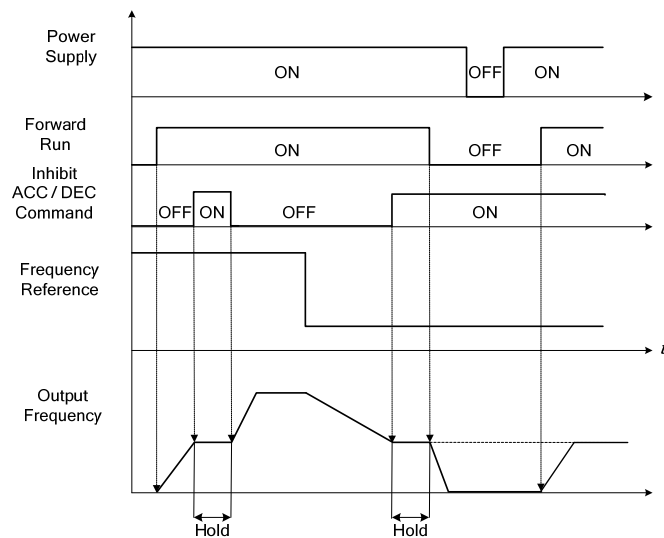 Power
Supply
ON
OFF
ON
Forward
Run
ON
OFF
ON
Inhibit
ACC / DEC
Command
OFF
ON
OFF
ON
Frequency
Reference
t
Output
Frequency
Hold
Hold